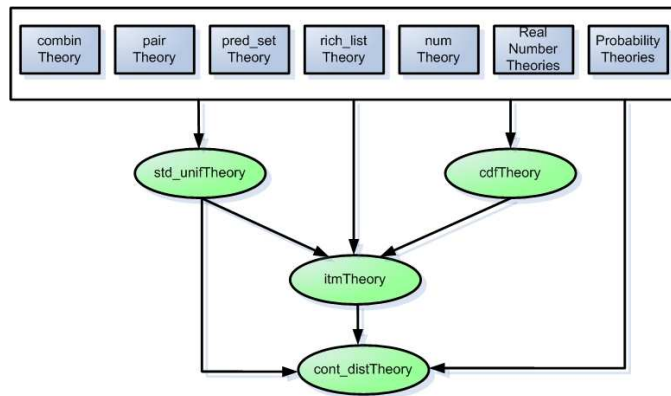 combin
Theory
pair
Theory
pred_set
Theory
rich_list
Theory
num
Theory
Real
Number
Theories
Probability
Theories
std_unifTheory
cdfTheory
itmTheory
cont_distTheory